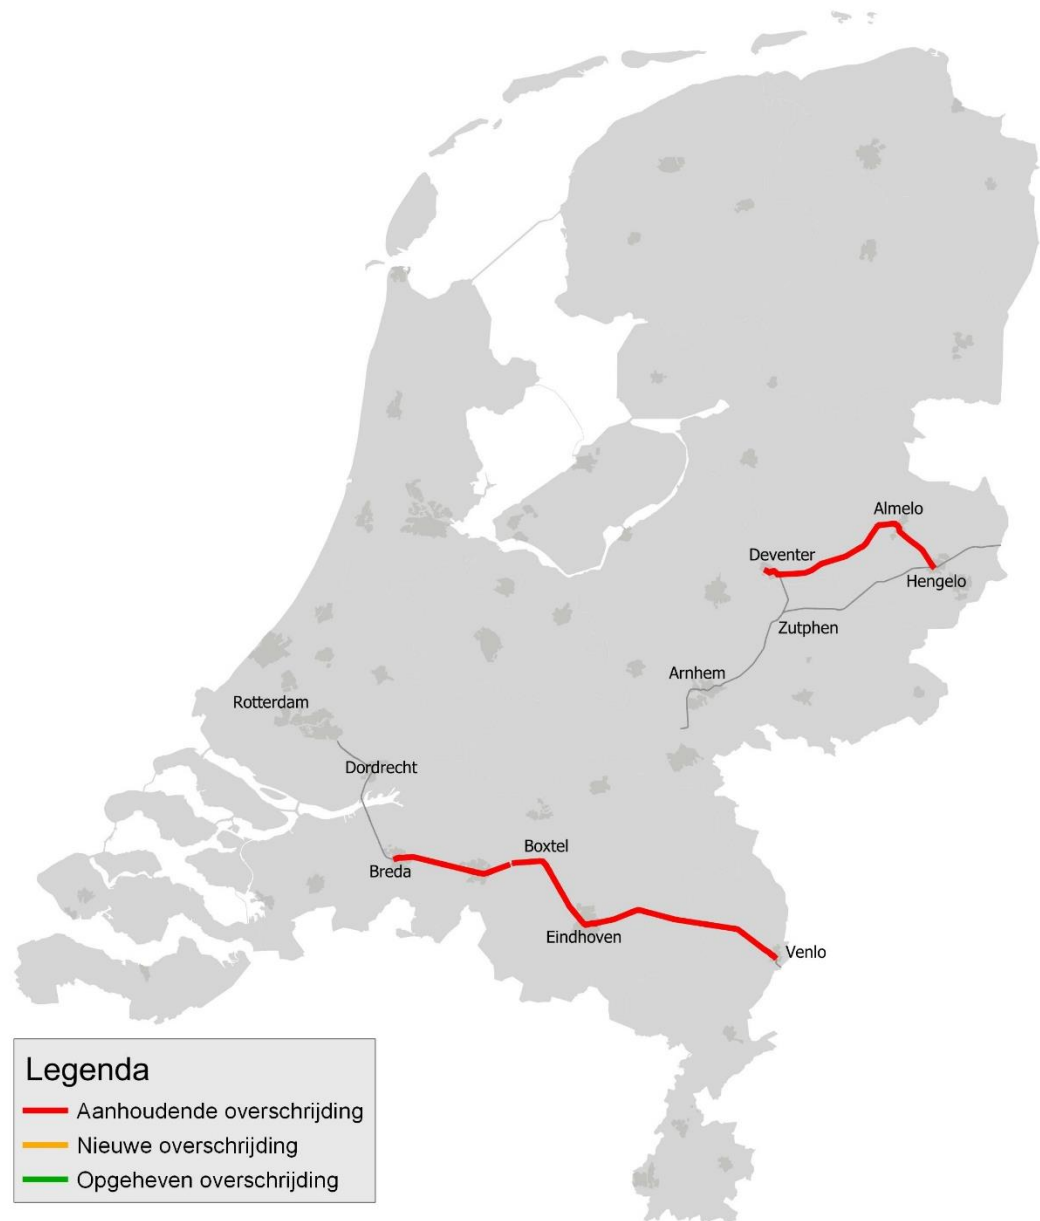 Almelo
Deventer
Hengelo
Zutphen
Arnhem
Rotterdam
Dordrecht
Boxtel
Breda
Eindhoven
Venlo
Legenda
Aanhoudende overschrijding
Nieuwe overschrijding
Opgeheven overschrijding